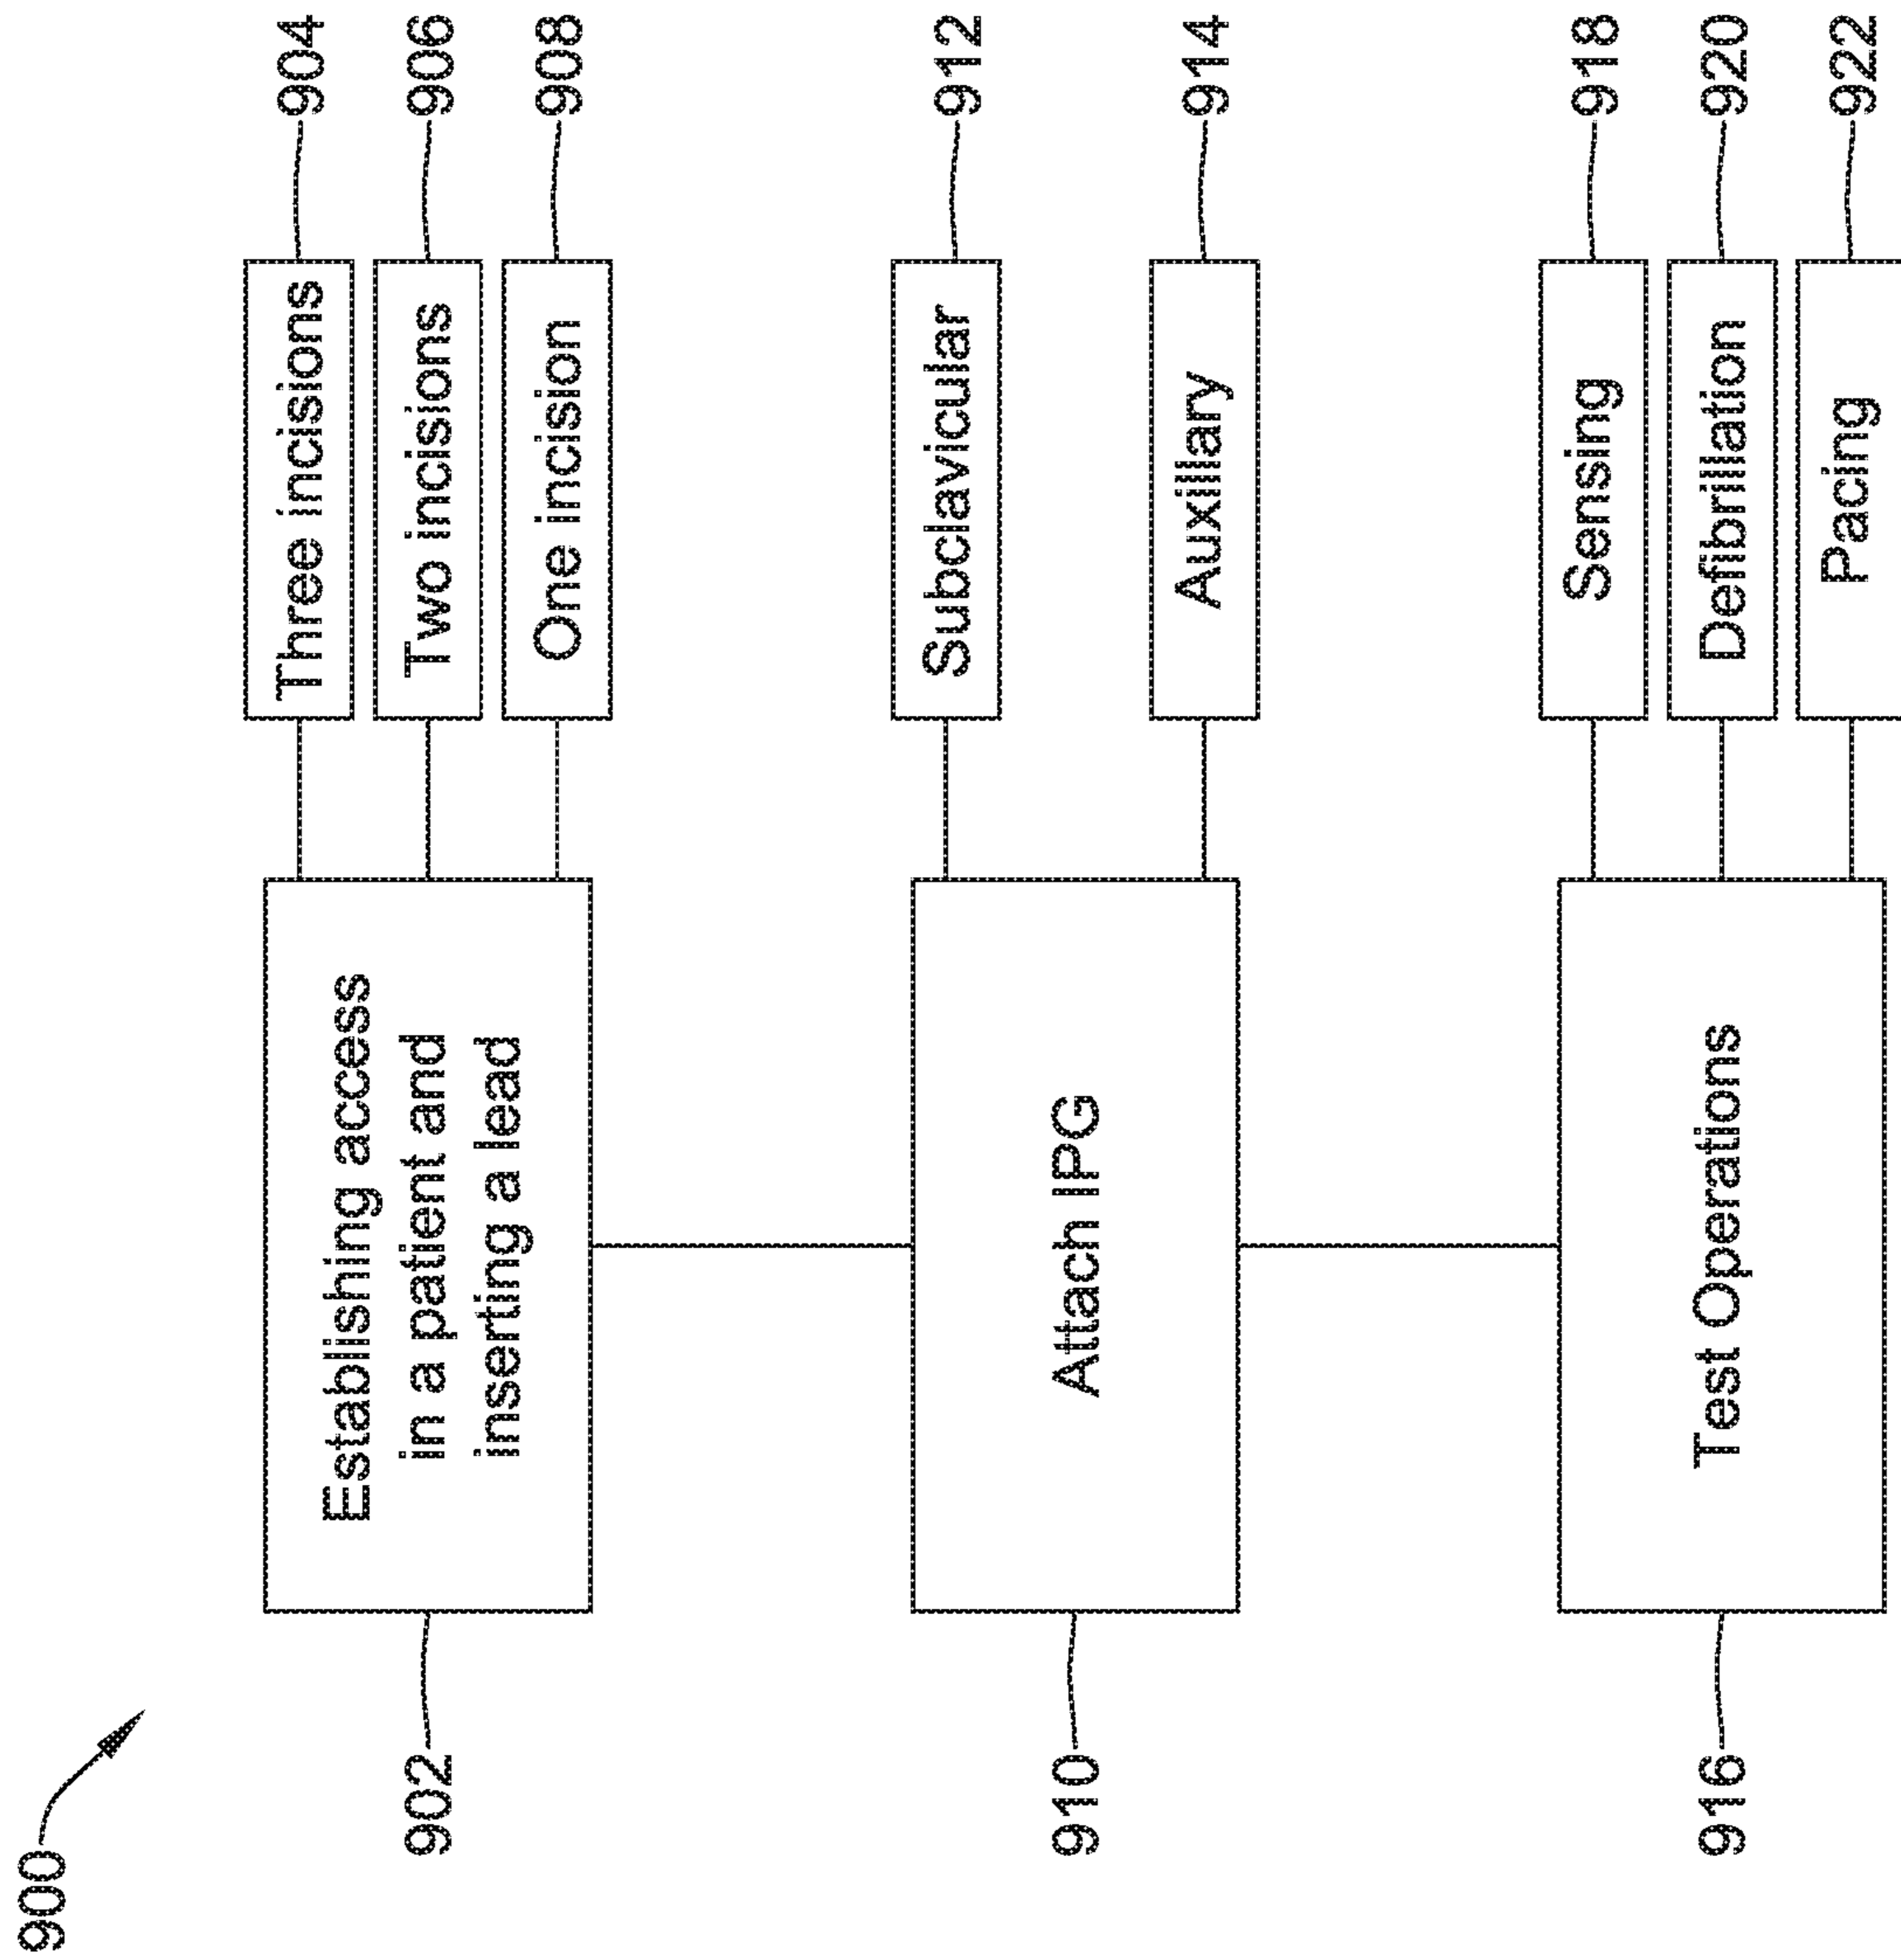 900
902
Establishing access
in a patient and
inserting a lead
Three incisions
904
Two incisions
906
One incision
908
910
Attach IPG
Subclavicular
912
Auxillary
914
916
Test Operations
Sensing
918
Defibrillation
920
Pacing
922